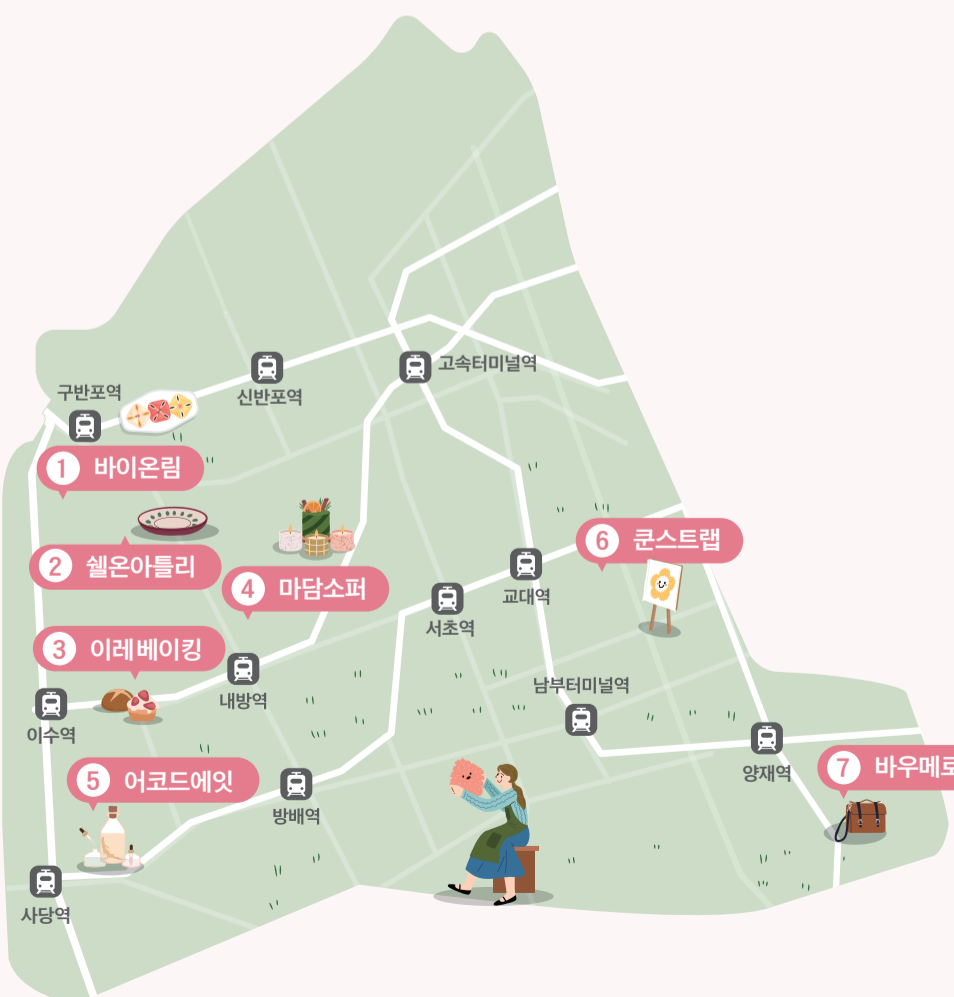 고속터미널역
구반포역
신반포역
1 바이온림
2 쉘온아틀리
6 쿤스트랩
4 마담소퍼
교대역
서초역
3 이레베이킹
내방역
남부터미널역
이수역
양재역
5 어코드에잇
7 바우메로
방배역
사당역